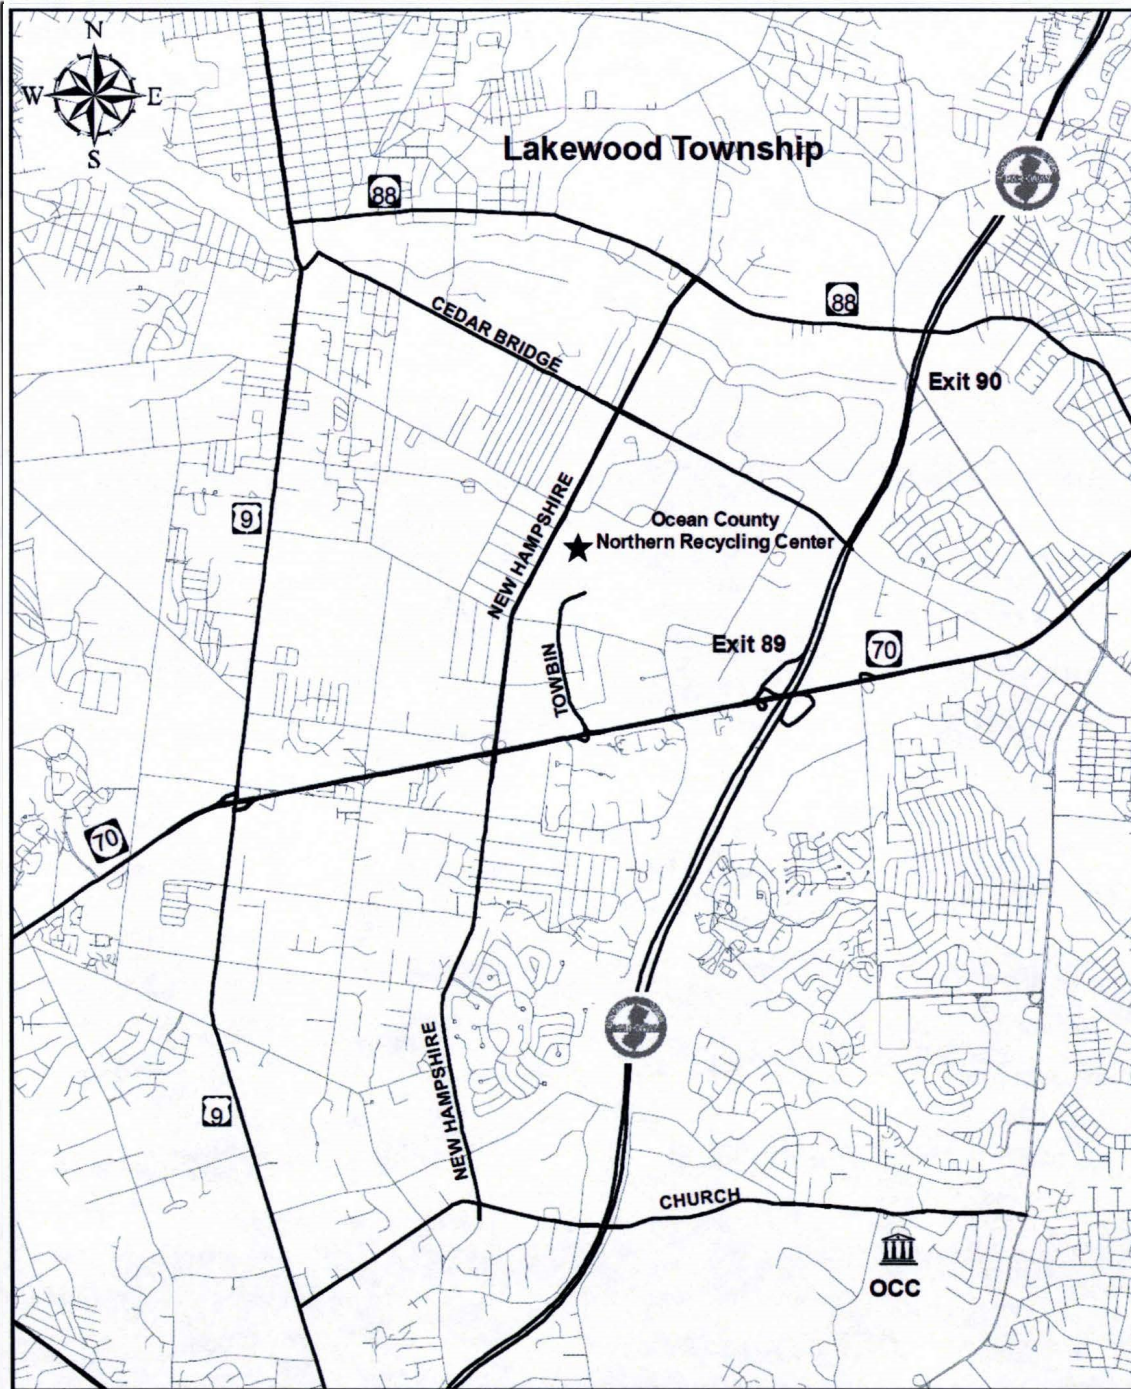 N
W E
S
Lakewood Township
88
CEDAR BRIDGE
88
Exit 90
9
NEW HAMPSHIRE
Ocean County
Northern Recycling Center
Exit 89
70
TOWBIN
70
NEW HAMPSHIRE
9
CHURCH
OCC